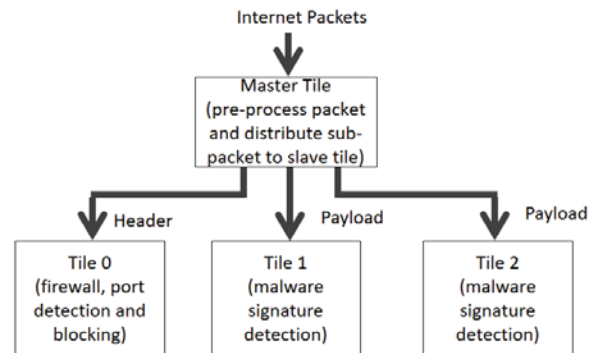 Internet Packets
Master Tile
(pre-process packet
and distribute sub-
packet to slave tile)
Header
Payload
Payload
Tile 0
(firewall, port
detection and
blocking)
Tile 1
(malware
signature
detection)
Tile 2
(malware
signature
detection)